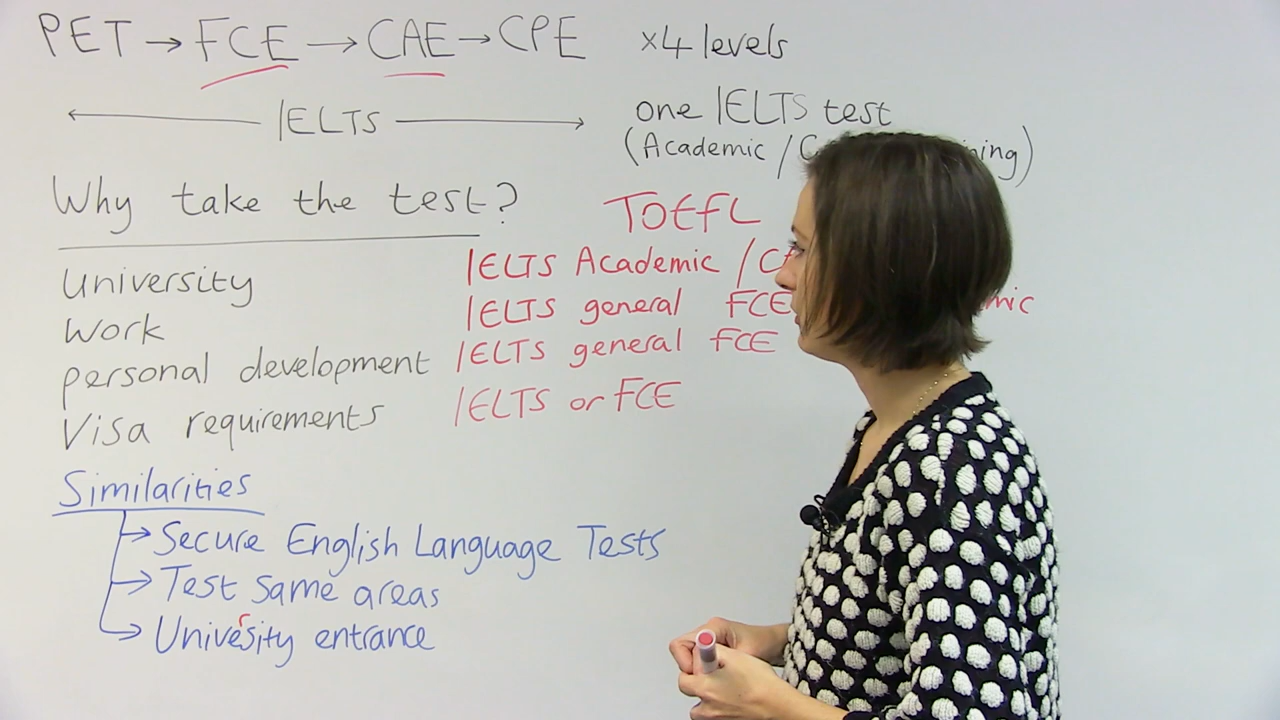 PET → FCE → CAE → CPE ×4 levels
← IELTS → one IELTS test
(Academic /
Why take the test?
TOEFL
University IELTS Academic /
Work IELTS general FCE
personal development IELTS general FCE
Visa requirements IELTS or FCE
Similarities
→ Secure English Language Tests
→ Test same areas
→ University entrance